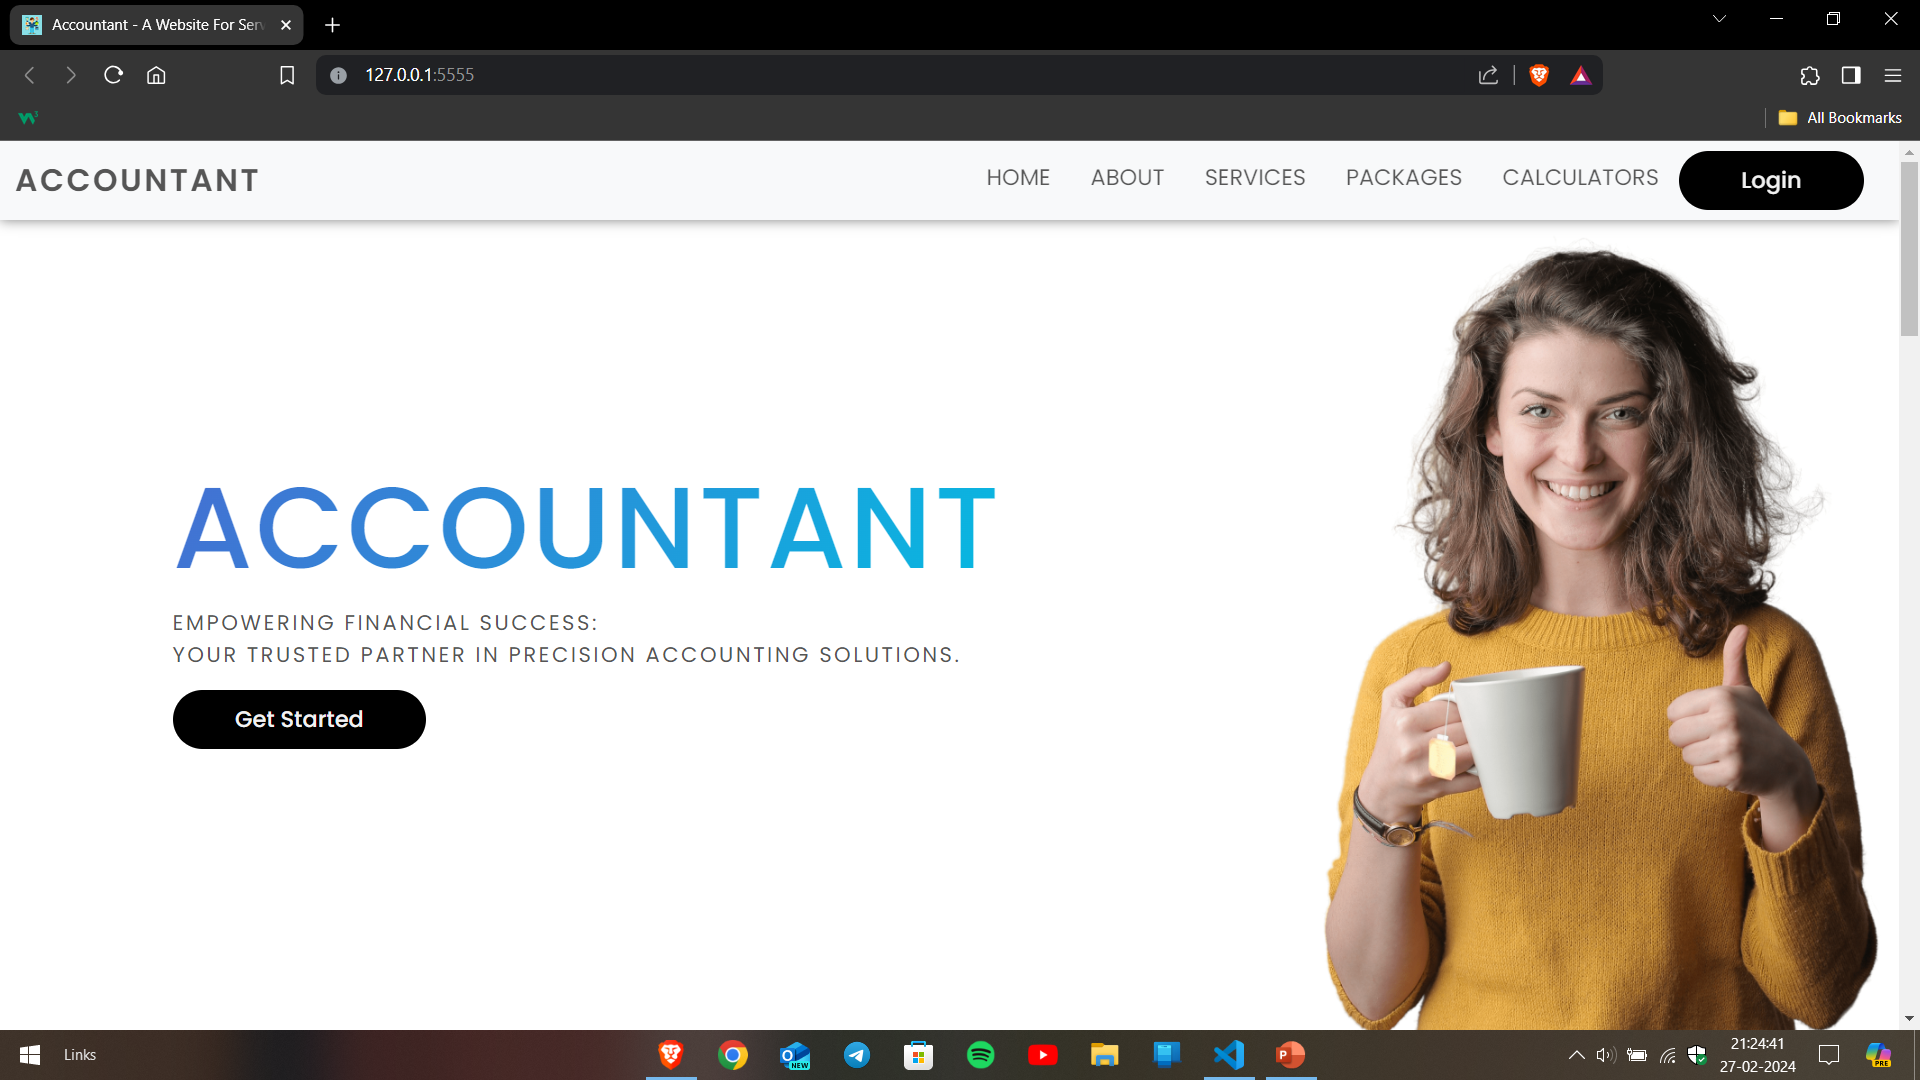 Accountant - A Website For Serv
127.0.0.1:5555
All Bookmarks
ACCOUNTANT
HOME
ABOUT
SERVICES
PACKAGES
CALCULATORS
Login
ACCOUNTANT
EMPOWERING FINANCIAL SUCCESS:
YOUR TRUSTED PARTNER IN PRECISION ACCOUNTING SOLUTIONS.
Get Started
Links
NEW
21:24:41
27-02-2024
PRE